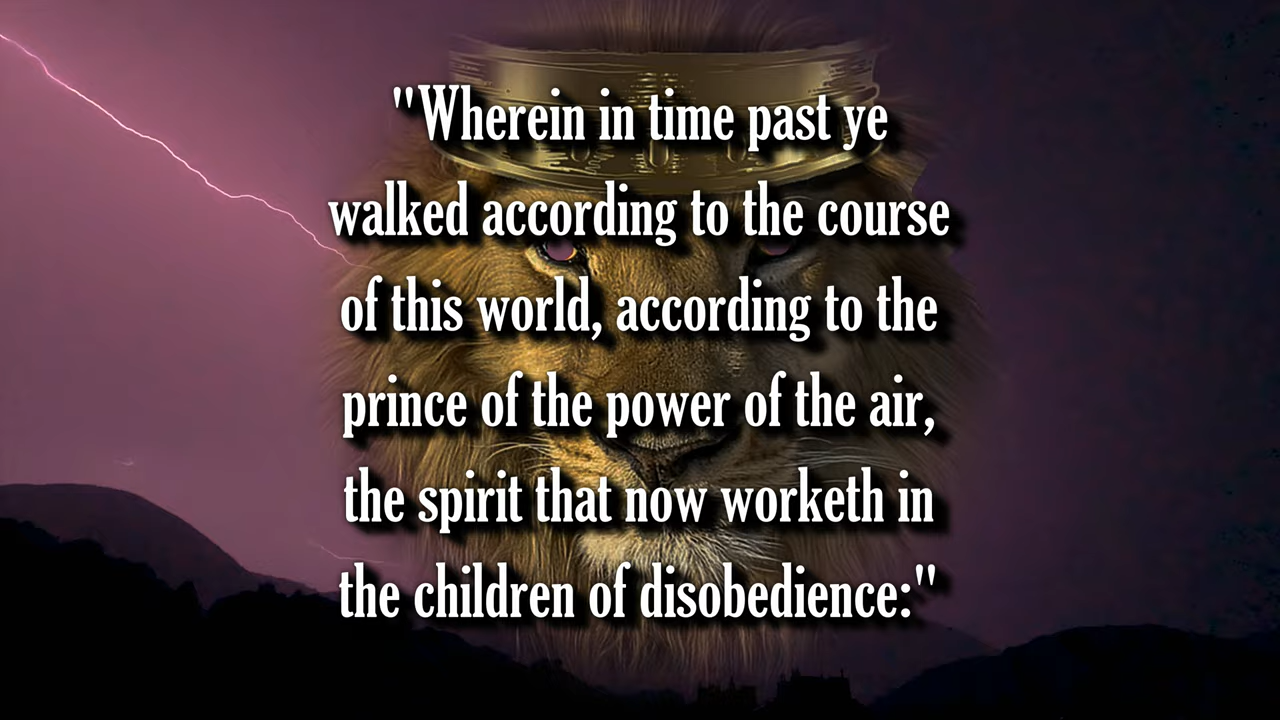 "Wherein in time past ye
walked according to the course
of this world, according to the
prince of the power of the air,
the spirit that now worketh in
the children of disobedience:"